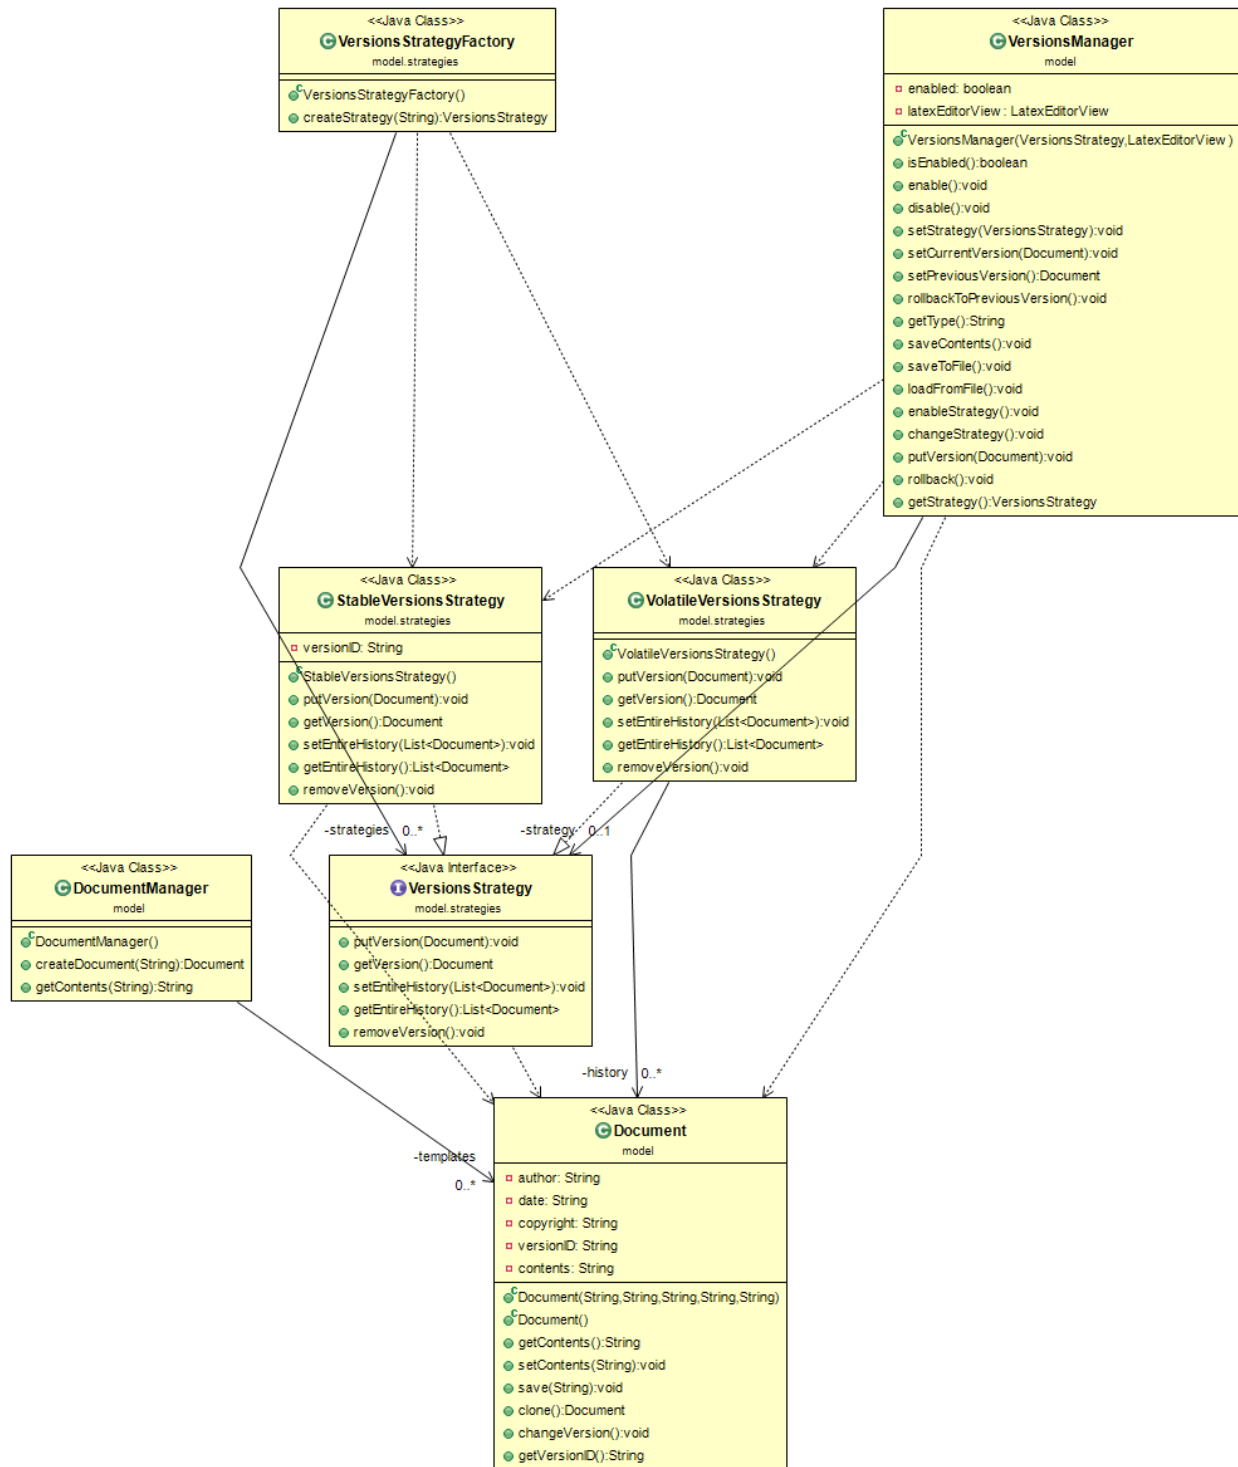 <<Java Class>>
VersionsStrategyFactory
model.strategies
VersionsStrategyFactory()
createStrategy(String):VersionsStrategy
<<Java Class>>
VersionsManager
model
enabled: boolean
latexEditorView: LatexEditorView
VersionsManager(VersionsStrategy,LatexEditorView)
isEnabled():boolean
enable():void
disable():void
setStrategy(VersionsStrategy):void
setCurrentVersion(Document):void
setPreviousVersion():Document
rollbackToPreviousVersion():void
getType():String
saveContents():void
saveToFile():void
loadFromFile():void
enableStrategy():void
changeStrategy():void
putVersion(Document):void
rollback():void
getStrategy():VersionsStrategy
<<Java Class>>
StableVersionsStrategy
model.strategies
versionID: String
StableVersionsStrategy()
putVersion(Document):void
getVersion():Document
setEntireHistory(List<Document>):void
getEntireHistory():List<Document>
removeVersion():void
<<Java Class>>
VolatileVersionsStrategy
model.strategies
VolatileVersionsStrategy()
putVersion(Document):void
getVersion():Document
setEntireHistory(List<Document>):void
getEntireHistory():List<Document>
removeVersion():void
-strategies 0..*
-strategy 0..1
<<Java Class>>
DocumentManager
model
DocumentManager()
createDocument(String):Document
getContents(String):String
<<Java Interface>>
VersionsStrategy
model.strategies
putVersion(Document):void
getVersion():Document
setEntireHistory(List<Document>):void
getEntireHistory():List<Document>
removeVersion():void
-history 0..*
-templates
0..*
<<Java Class>>
Document
model
author: String
date: String
copyright: String
versionID: String
contents: String
Document(String,String,String,String,String)
Document()
getContents():String
setContents(String):void
save(String):void
clone():Document
changeVersion():void
getVersionID():String